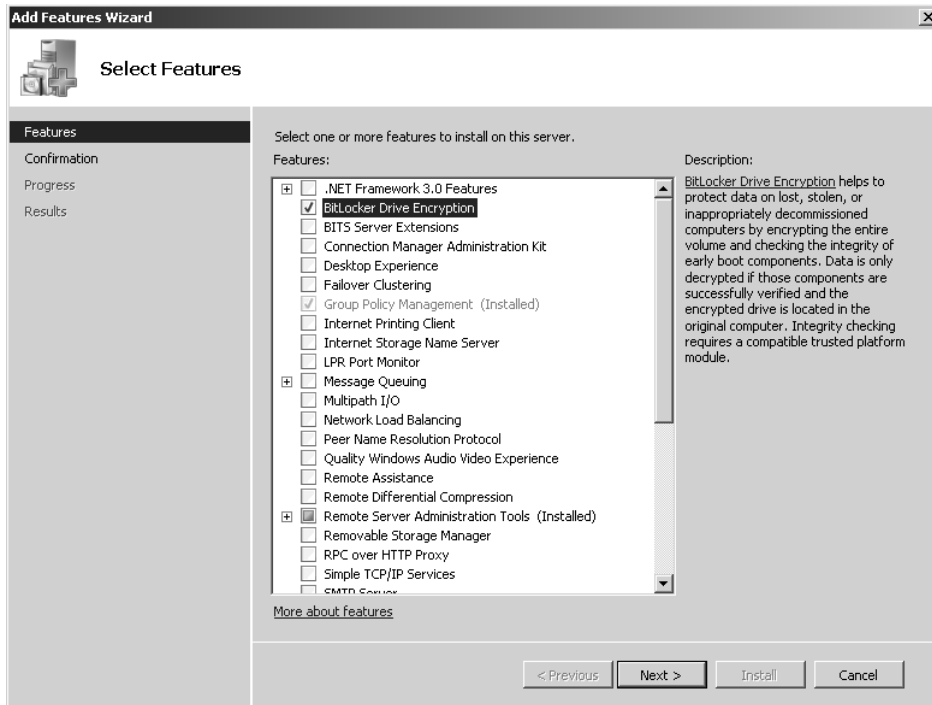 Add Features Wizard
Select Features
Features
Confirmation
Progress
Results
Select one or more features to install on this server.
Features:
.NET Framework 3.0 Features
BitLocker Drive Encryption
BITS Server Extensions
Connection Manager Administration Kit
Desktop Experience
Failover Clustering
Group Policy Management (Installed)
Internet Printing Client
Internet Storage Name Server
LPR Port Monitor
Message Queuing
Multipath I/O
Network Load Balancing
Peer Name Resolution Protocol
Quality Windows Audio Video Experience
Remote Assistance
Remote Differential Compression
Remote Server Administration Tools (Installed)
Removable Storage Manager
RPC over HTTP Proxy
Simple TCP/IP Services
SMTP Server
More about features
Description:
BitLocker Drive Encryption helps to
protect data on lost, stolen, or
inappropriately decommissioned
computers by encrypting the entire
volume and checking the integrity of
early boot components. Data is only
decrypted if those components are
successfully verified and the
encrypted drive is located in the
original computer. Integrity checking
requires a compatible trusted platform
module.
< Previous
Next >
Install
Cancel